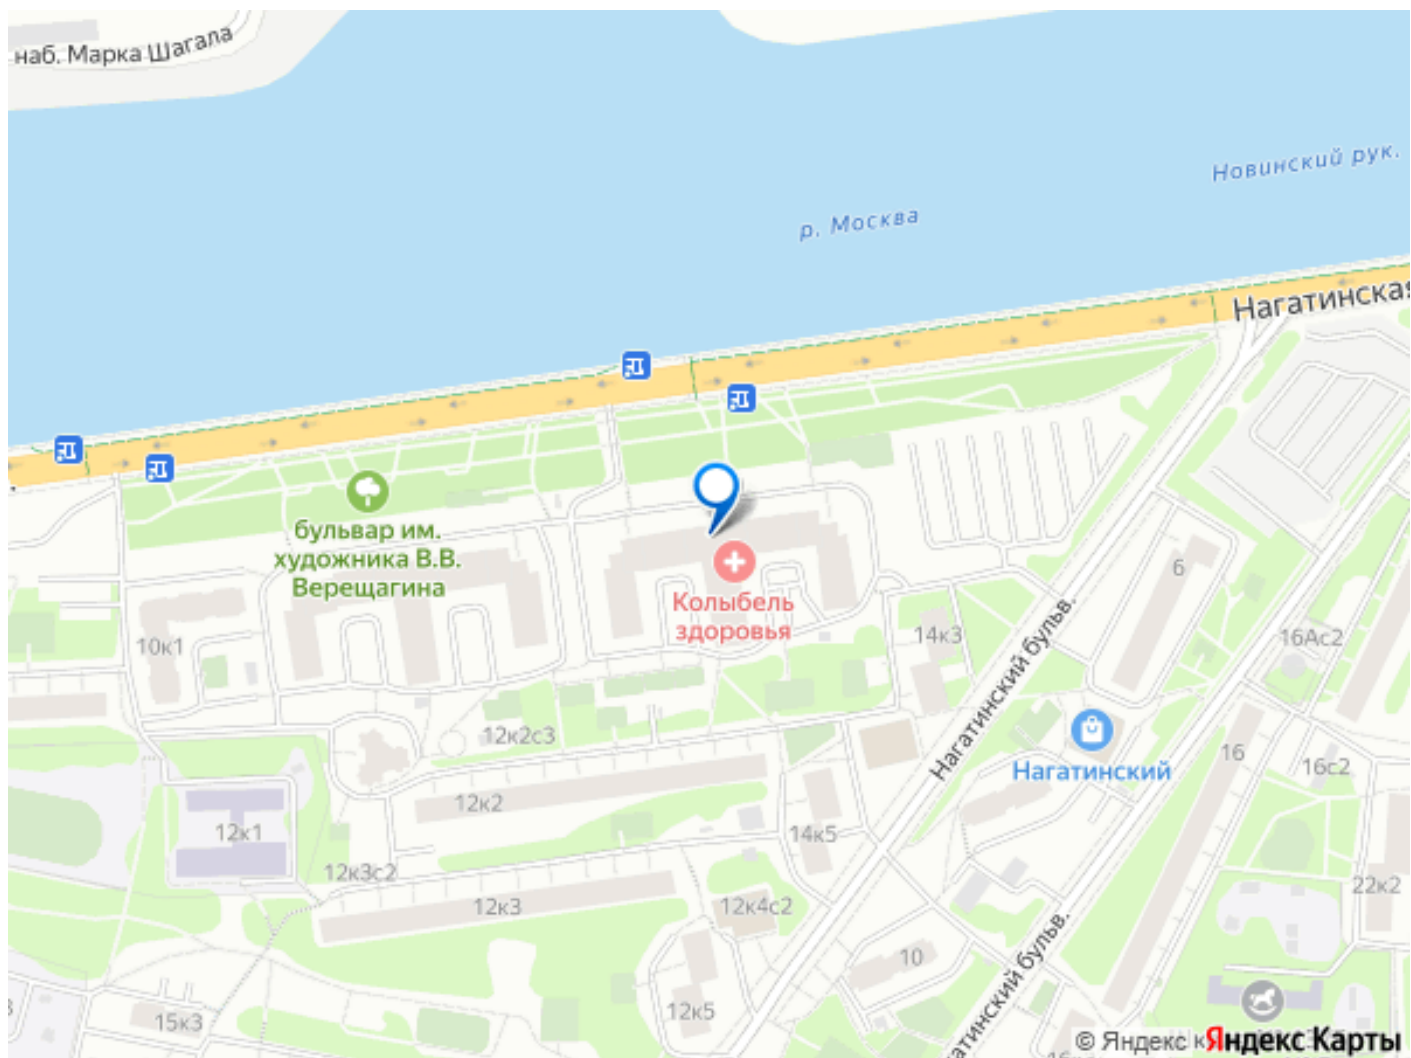 наб. Марка Шагала
Новинский рук.
р. Москва
Нагатинская
бульвар им.
художника В.В.
Верещагина
Колыбель
здоровья
10к1
14к3
6
16Ас2
Нагатинский бульв.
12к2с3
Нагатинский
16
16с2
12к2
12к1
14к5
12к3с2
22к2
12к3
12к4с2
10
12к5
15к3
© Яндекс
Яндекс Карты